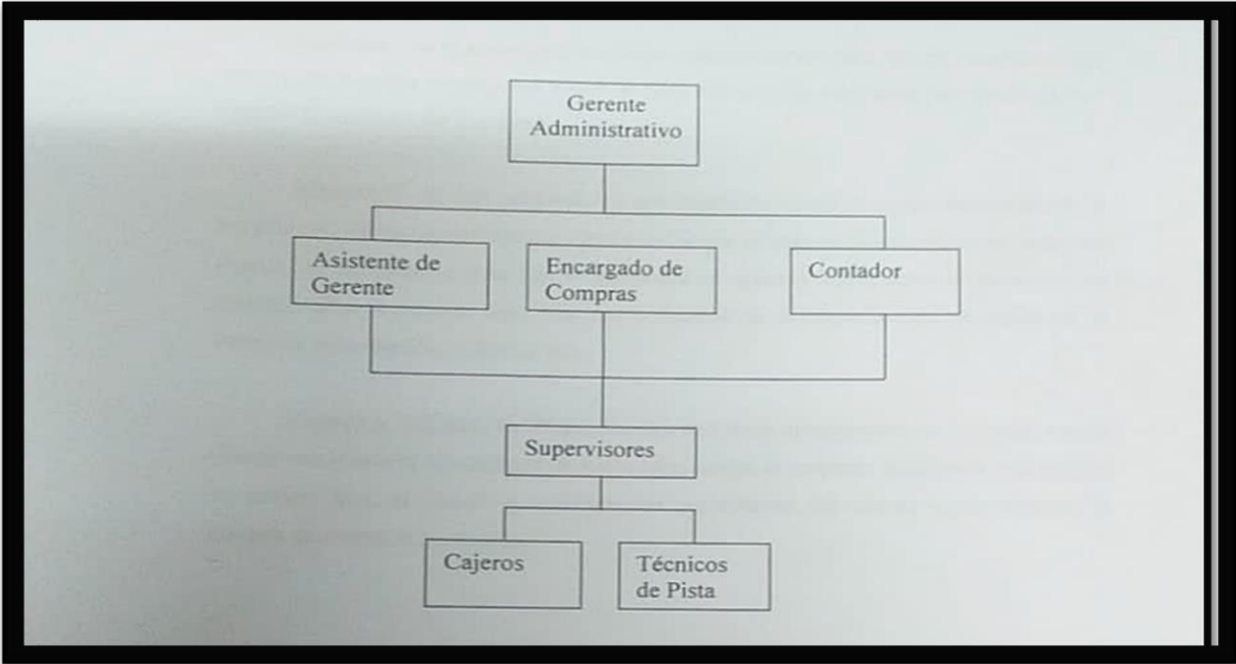 Gerente
Administrativo
Asistente de
Gerente
Encargado de
Compras
Contador
Supervisores
Cajeros
Técnicos
de Pista